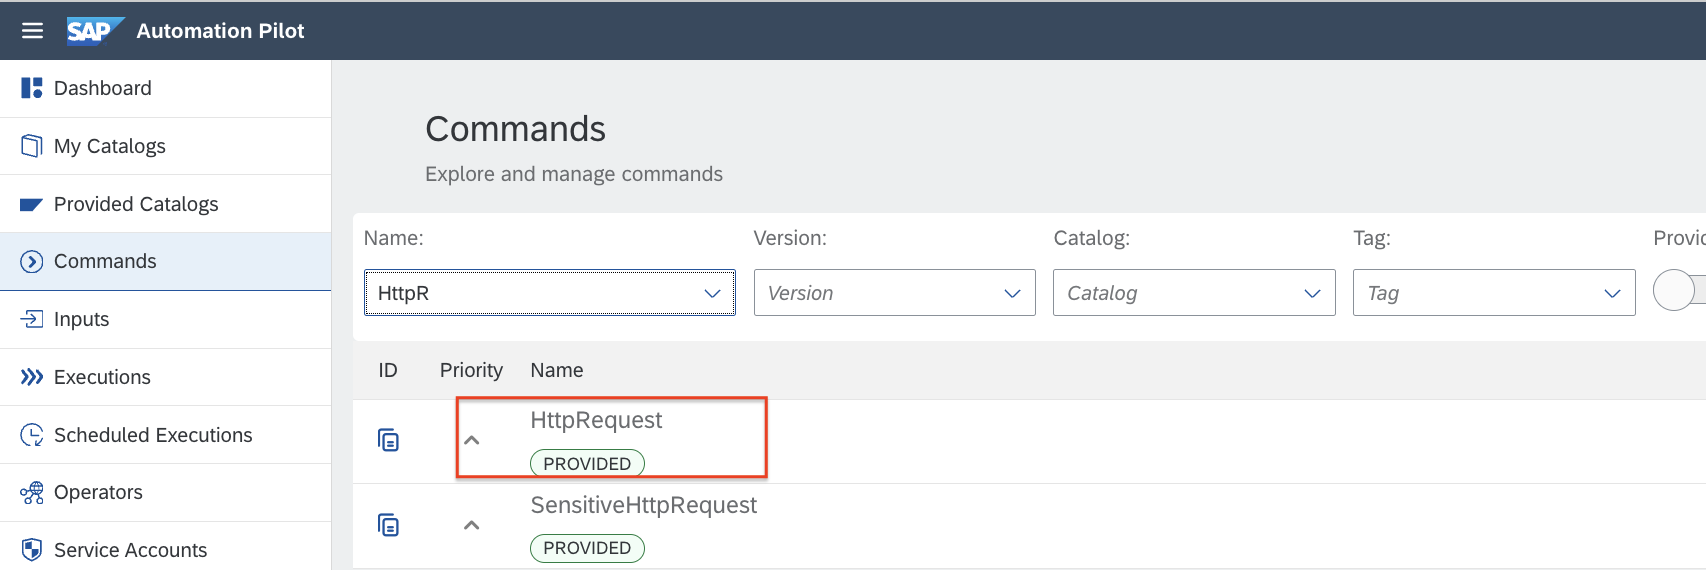 SAP Automation Pilot
Dashboard
My Catalogs
Provided Catalogs
Commands
Inputs
Executions
Scheduled Executions
Operators
Service Accounts
Commands
Explore and manage commands
Name: Version: Catalog: Tag: Provi
HttpR Version Catalog Tag
ID Priority Name
HttpRequest
PROVIDED
SensitiveHttpRequest
PROVIDED